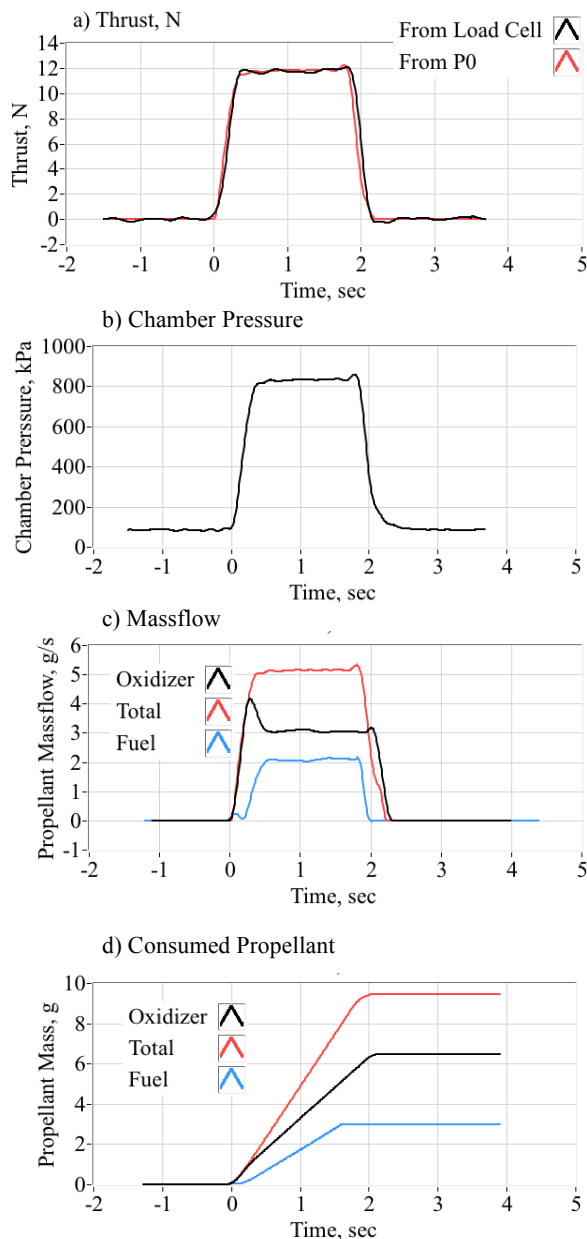 a) Thrust, N
From Load Cell
From P0
Thrust, N
14
12
10
8
6
4
2
0
-2
-2 -1 0 1 2 3 4 5
Time, sec
b) Chamber Pressure
Chamber Prerssure, kPa
1000
800
600
400
200
0
-2 -1 0 1 2 3 4 5
Time, sec
c) Massflow
Oxidizer
Total
Fuel
Propellant Massflow, g/s
6
5
4
3
2
1
0
-1
-2 -1 0 1 2 3 4 5
Time, sec
d) Consumed Propellant
Oxidizer
Total
Fuel
Propellant Mass, g
10
8
6
4
2
0
-2 -1 0 1 2 3 4 5
Time, sec